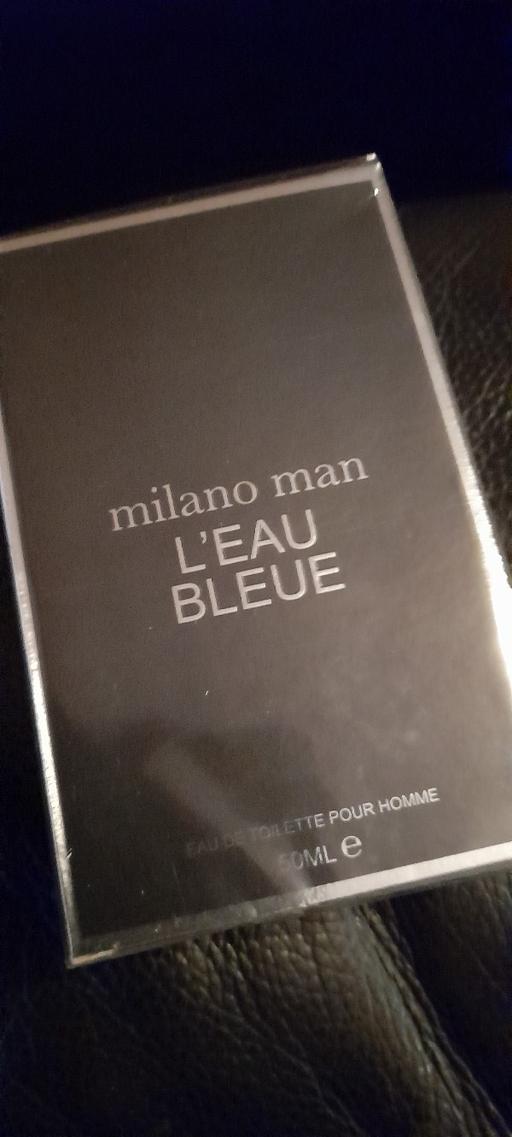 milano man
L'EAU
BLEUE
EAU DE TOILETTE POUR HOMME
50ML e